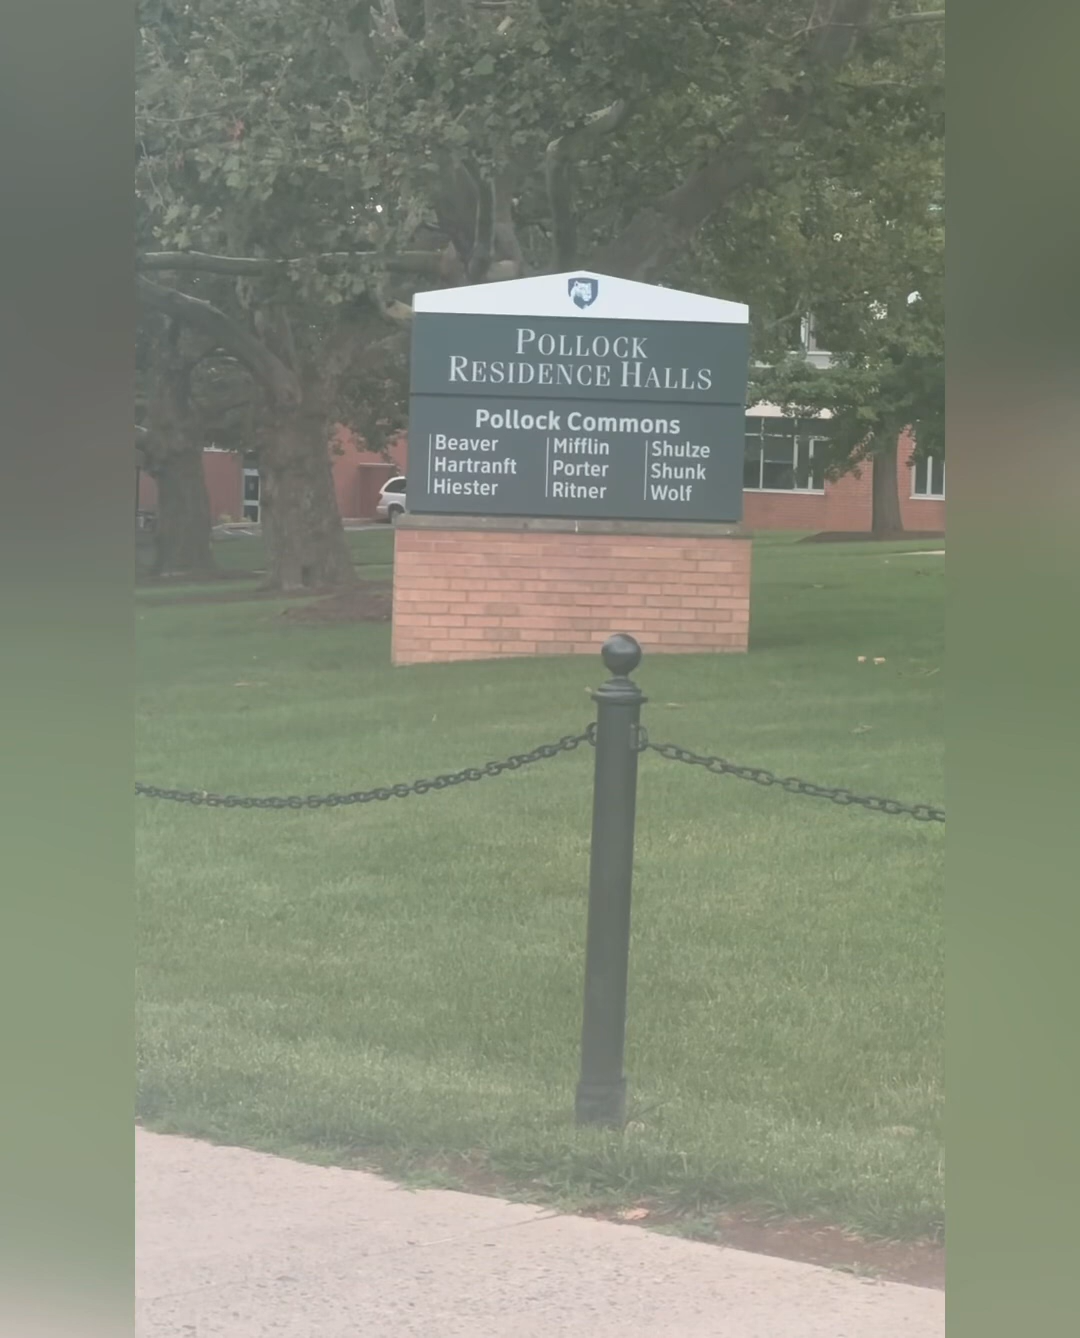 POLLOCK
RESIDENCE HALLS
Pollock Commons
Beaver
Hartranft
Hiester
Mifflin
Porter
Ritner
Shulze
Shunk
Wolf